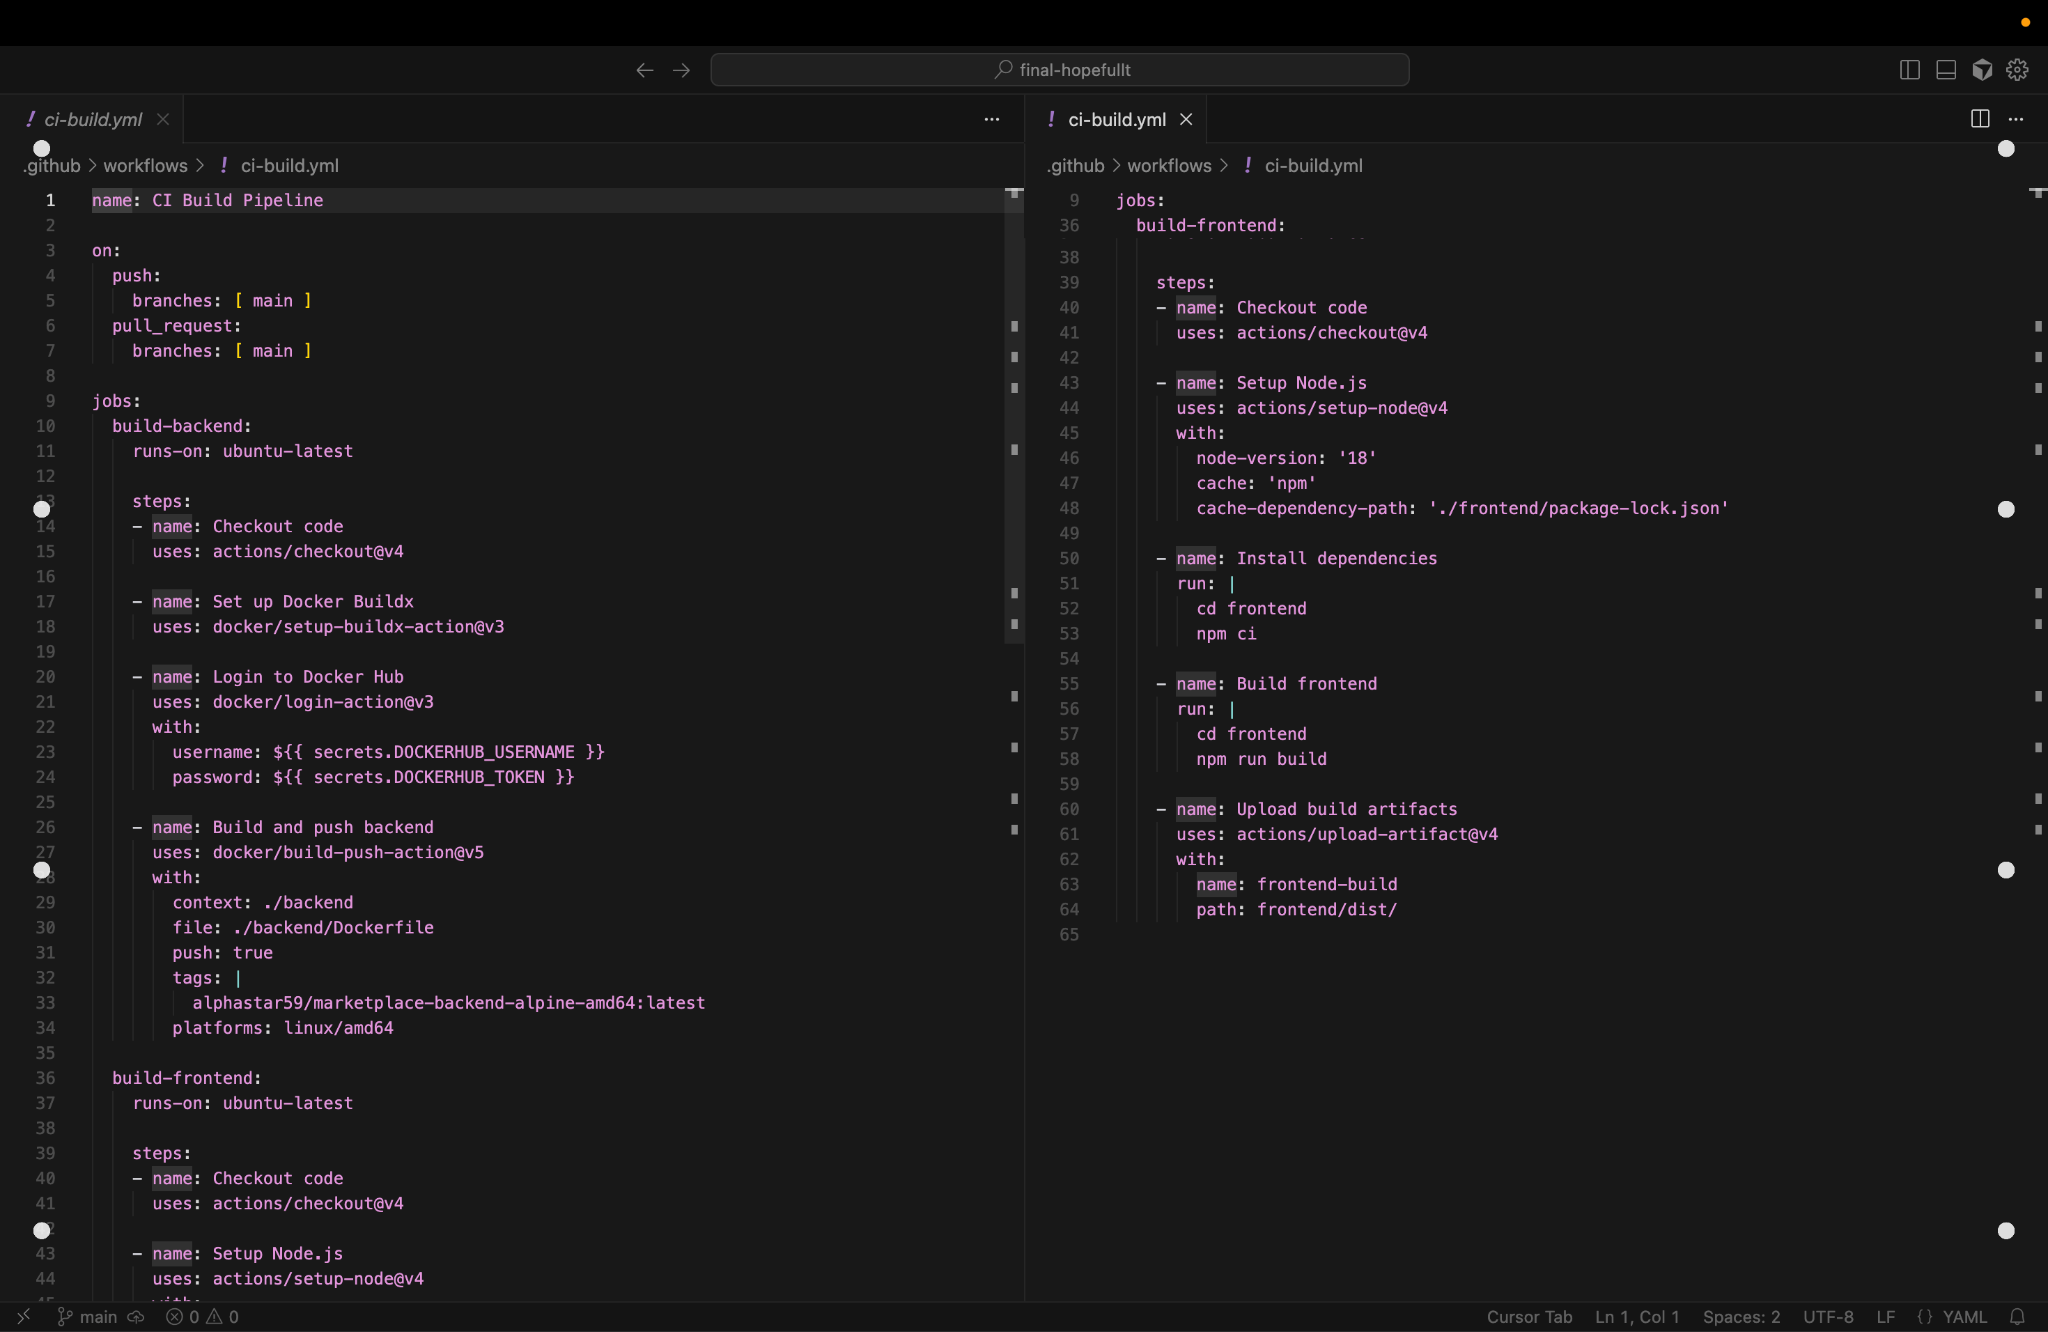 final-hopefullt
! ci-build.yml
.github > workflows > ! ci-build.yml
1 name: CI Build Pipeline
2
3 on:
4 push:
5 branches: [ main ]
6 pull_request:
7 branches: [ main ]
8
9 jobs:
10 build-backend:
11 runs-on: ubuntu-latest
12
13 steps:
14 - name: Checkout code
15 uses: actions/checkout@v4
16
17 - name: Set up Docker Buildx
18 uses: docker/setup-buildx-action@v3
19
20 - name: Login to Docker Hub
21 uses: docker/login-action@v3
22 with:
23 username: ${{ secrets.DOCKERHUB_USERNAME }}
24 password: ${{ secrets.DOCKERHUB_TOKEN }}
25
26 - name: Build and push backend
27 uses: docker/build-push-action@v5
28 with:
29 context: ./backend
30 file: ./backend/Dockerfile
31 push: true
32 tags: |
33 alphastar59/marketplace-backend-alpine-amd64:latest
34 platforms: linux/amd64
35
36 build-frontend:
37 runs-on: ubuntu-latest
38
39 steps:
40 - name: Checkout code
41 uses: actions/checkout@v4

43 - name: Setup Node.js
44 uses: actions/setup-node@v4
! ci-build.yml
.github > workflows > ! ci-build.yml
9 jobs:
36 build-frontend:
38
39 steps:
40 - name: Checkout code
41 uses: actions/checkout@v4
42
43 - name: Setup Node.js
44 uses: actions/setup-node@v4
45 with:
46 node-version: '18'
47 cache: 'npm'
48 cache-dependency-path: './frontend/package-lock.json'
49
50 - name: Install dependencies
51 run: |
52 cd frontend
53 npm ci
54
55 - name: Build frontend
56 run: |
57 cd frontend
58 npm run build
59
60 - name: Upload build artifacts
61 uses: actions/upload-artifact@v4
62 with:
63 name: frontend-build
64 path: frontend/dist/
65
main 0 0 Cursor Tab Ln 1, Col 1 Spaces: 2 UTF-8 LF {} YAML